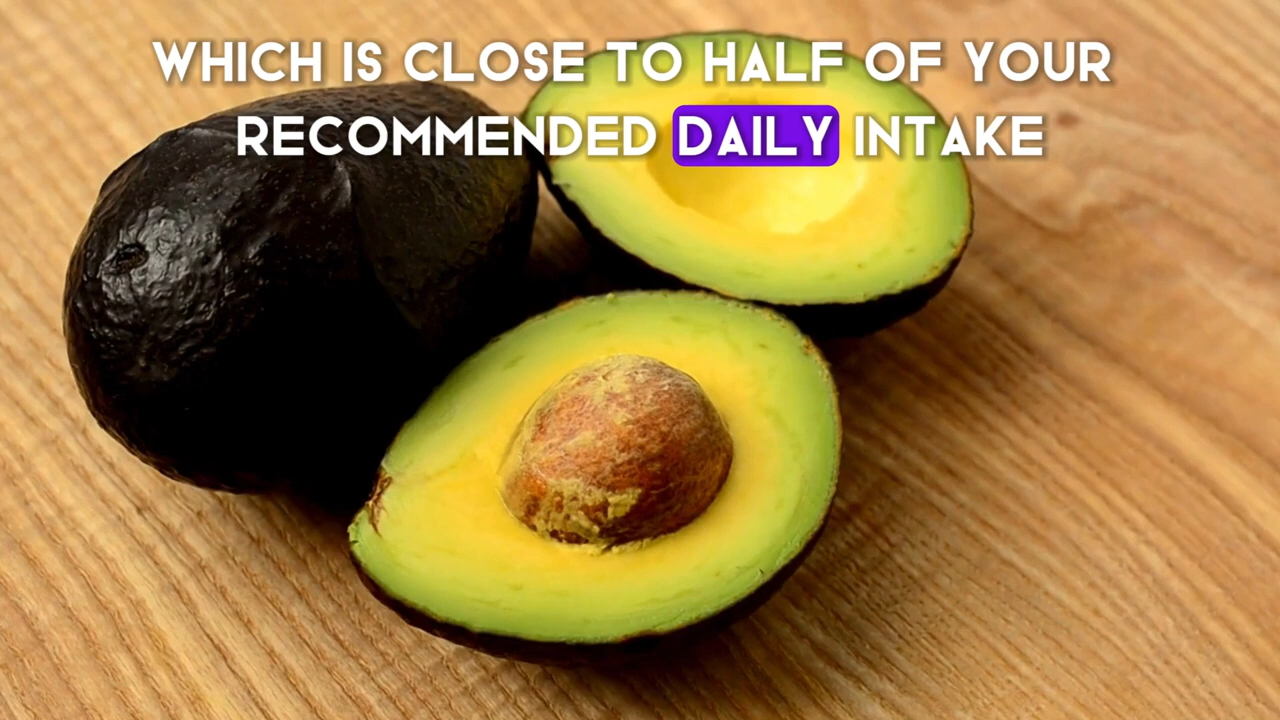 WHICH IS CLOSE TO HALF OF YOUR
RECOMMENDED DAILY INTAKE